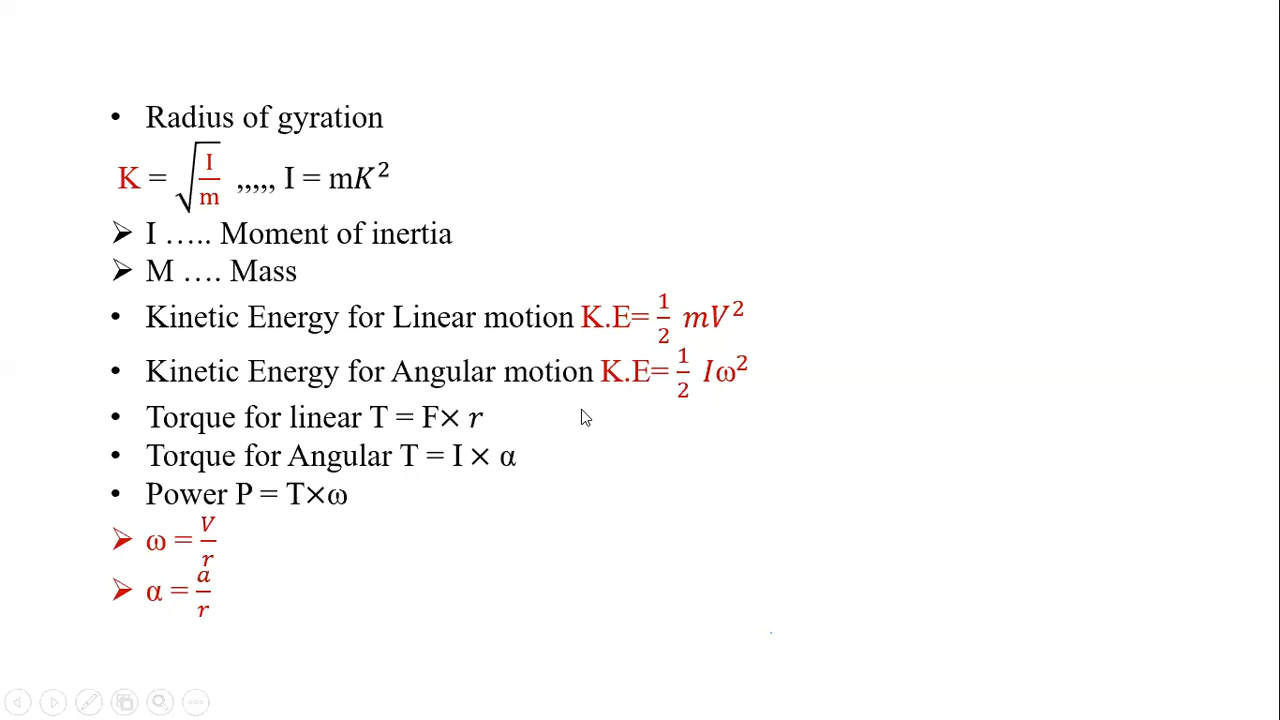 • Radius of gyration
K = √(I/m) ,,,,, I = mK²
➢ I ..... Moment of inertia
➢ M .... Mass
• Kinetic Energy for Linear motion K.E= 1/2 mV²
• Kinetic Energy for Angular motion K.E= 1/2 Iω²
• Torque for linear T = F× r
• Torque for Angular T = I × α
• Power P = T×ω
➢ ω = V/r
➢ α = a/r